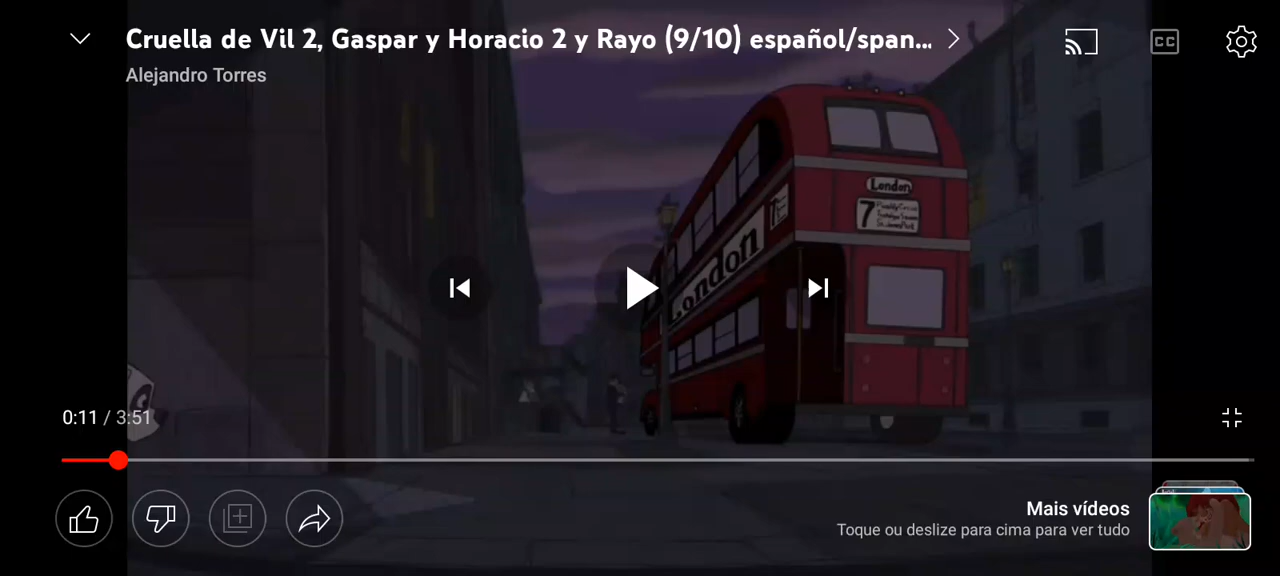 Cruella de Vil 2, Gaspar y Horacio 2 y Rayo (9/10) español/span...
CC
Alejandro Torres
London
7
London
0:11 / 3:51
Mais vídeos
Toque ou deslize para cima para ver tudo